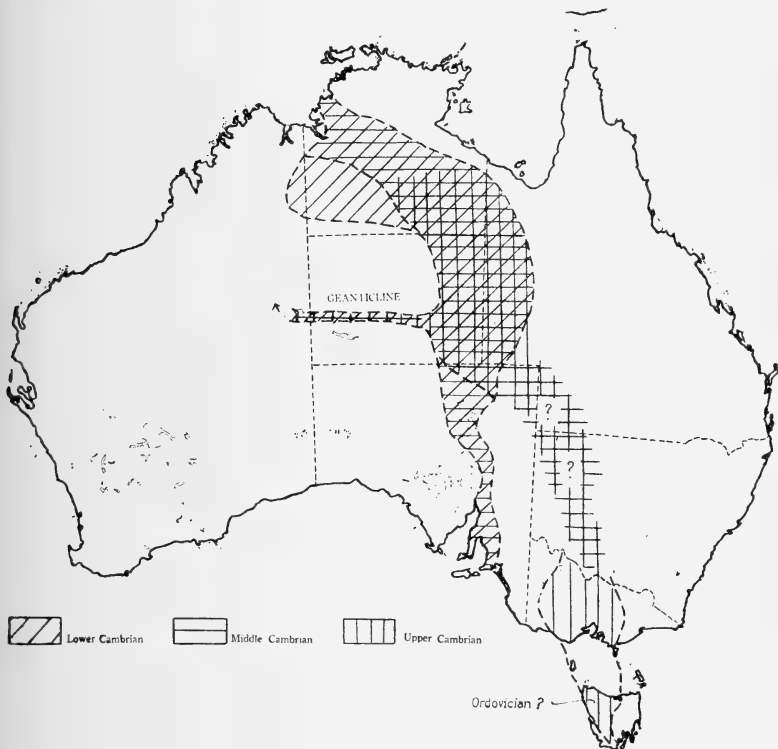 GEANTICLINE
?
?
Lower Cambrian
Middle Cambrian
Upper Cambrian
Ordovician ?